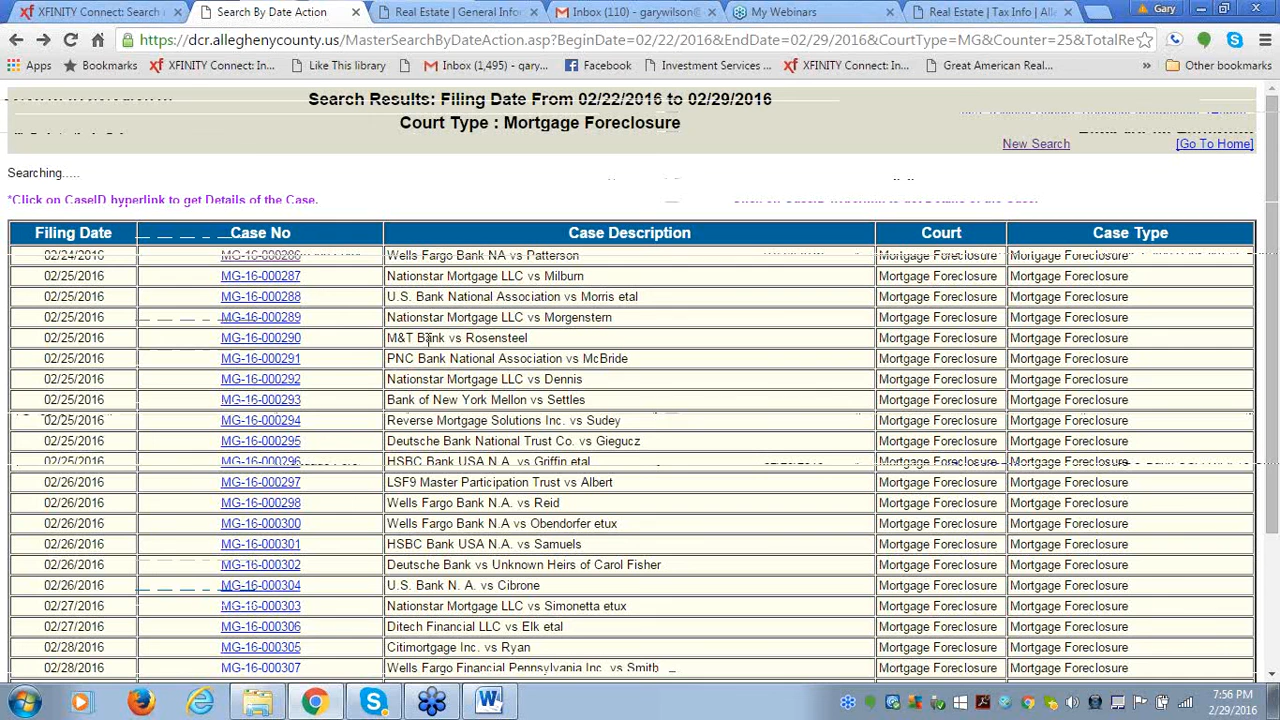 XFINITY Connect: Search
Search By Date Action
Real Estate | General Info
Inbox (110) - garywilson@
My Webinars
Real Estate | Tax Info | Alle
Gary
https://dcr.alleghenycounty.us/MasterSearchByDateAction.asp?BeginDate=02/22/2016&EndDate=02/29/2016&CourtType=MG&Counter=25&TotalRe
Apps
Bookmarks
XFINITY Connect: In...
Like This library
Inbox (1,495) - gary...
Facebook
Investment Services ...
XFINITY Connect: In...
Great American Real...
»
Other bookmarks
Search Results: Filing Date From 02/22/2016 to 02/29/2016
Court Type : Mortgage Foreclosure
New Search [Go To Home]
Searching.....
*Click on CaseID hyperlink to get Details of the Case.
Filing Date Case No Case Description Court Case Type
02/24/2016 MG-16-000286 Wells Fargo Bank NA vs Patterson Mortgage Foreclosure Mortgage Foreclosure
02/25/2016 MG-16-000287 Nationstar Mortgage LLC vs Milburn Mortgage Foreclosure Mortgage Foreclosure
02/25/2016 MG-16-000288 U.S. Bank National Association vs Morris etal Mortgage Foreclosure Mortgage Foreclosure
02/25/2016 MG-16-000289 Nationstar Mortgage LLC vs Morgenstern Mortgage Foreclosure Mortgage Foreclosure
02/25/2016 MG-16-000290 M&T Bank vs Rosensteel Mortgage Foreclosure Mortgage Foreclosure
02/25/2016 MG-16-000291 PNC Bank National Association vs McBride Mortgage Foreclosure Mortgage Foreclosure
02/25/2016 MG-16-000292 Nationstar Mortgage LLC vs Dennis Mortgage Foreclosure Mortgage Foreclosure
02/25/2016 MG-16-000293 Bank of New York Mellon vs Settles Mortgage Foreclosure Mortgage Foreclosure
02/25/2016 MG-16-000294 Reverse Mortgage Solutions Inc. vs Sudey Mortgage Foreclosure Mortgage Foreclosure
02/25/2016 MG-16-000295 Deutsche Bank National Trust Co. vs Giegucz Mortgage Foreclosure Mortgage Foreclosure
02/25/2016 MG-16-000296 HSBC Bank USA N.A. vs Griffin etal Mortgage Foreclosure Mortgage Foreclosure
02/26/2016 MG-16-000297 LSF9 Master Participation Trust vs Albert Mortgage Foreclosure Mortgage Foreclosure
02/26/2016 MG-16-000298 Wells Fargo Bank N.A. vs Reid Mortgage Foreclosure Mortgage Foreclosure
02/26/2016 MG-16-000300 Wells Fargo Bank N.A vs Obendorfer etux Mortgage Foreclosure Mortgage Foreclosure
02/26/2016 MG-16-000301 HSBC Bank USA N.A. vs Samuels Mortgage Foreclosure Mortgage Foreclosure
02/26/2016 MG-16-000302 Deutsche Bank vs Unknown Heirs of Carol Fisher Mortgage Foreclosure Mortgage Foreclosure
02/26/2016 MG-16-000304 U.S. Bank N. A. vs Cibrone Mortgage Foreclosure Mortgage Foreclosure
02/27/2016 MG-16-000303 Nationstar Mortgage LLC vs Simonetta etux Mortgage Foreclosure Mortgage Foreclosure
02/27/2016 MG-16-000306 Ditech Financial LLC vs Elk etal Mortgage Foreclosure Mortgage Foreclosure
02/28/2016 MG-16-000305 Citimortgage Inc. vs Ryan Mortgage Foreclosure Mortgage Foreclosure
02/28/2016 MG-16-000307 Wells Fargo Financial Pennsylvania Inc. vs Smith Mortgage Foreclosure Mortgage Foreclosure
7:56 PM
2/29/2016